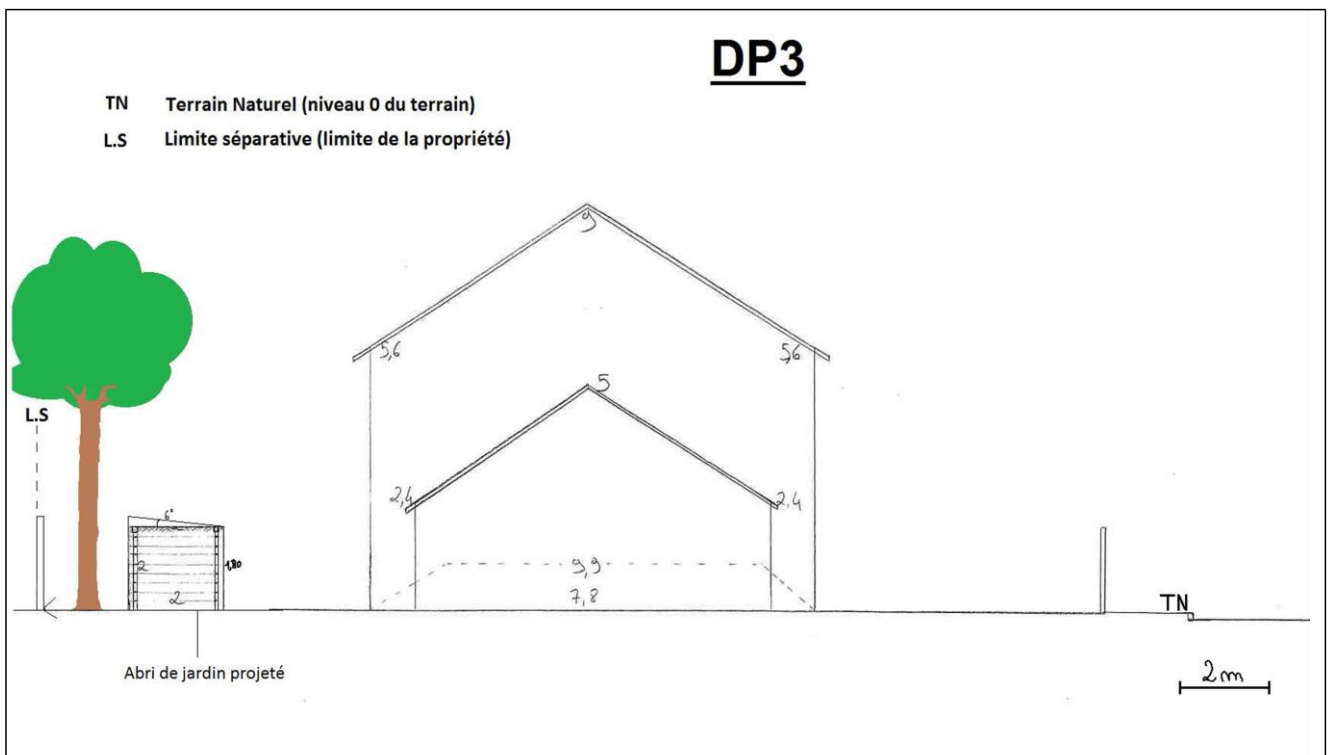 DP3
TN Terrain Naturel (niveau 0 du terrain)
L.S Limite séparative (limite de la propriété)
9
5,6
5,6
5
L.S
2,4
2,4
6°
2
1,80
9,9
2
7,8
TN
Abri de jardin projeté
2m